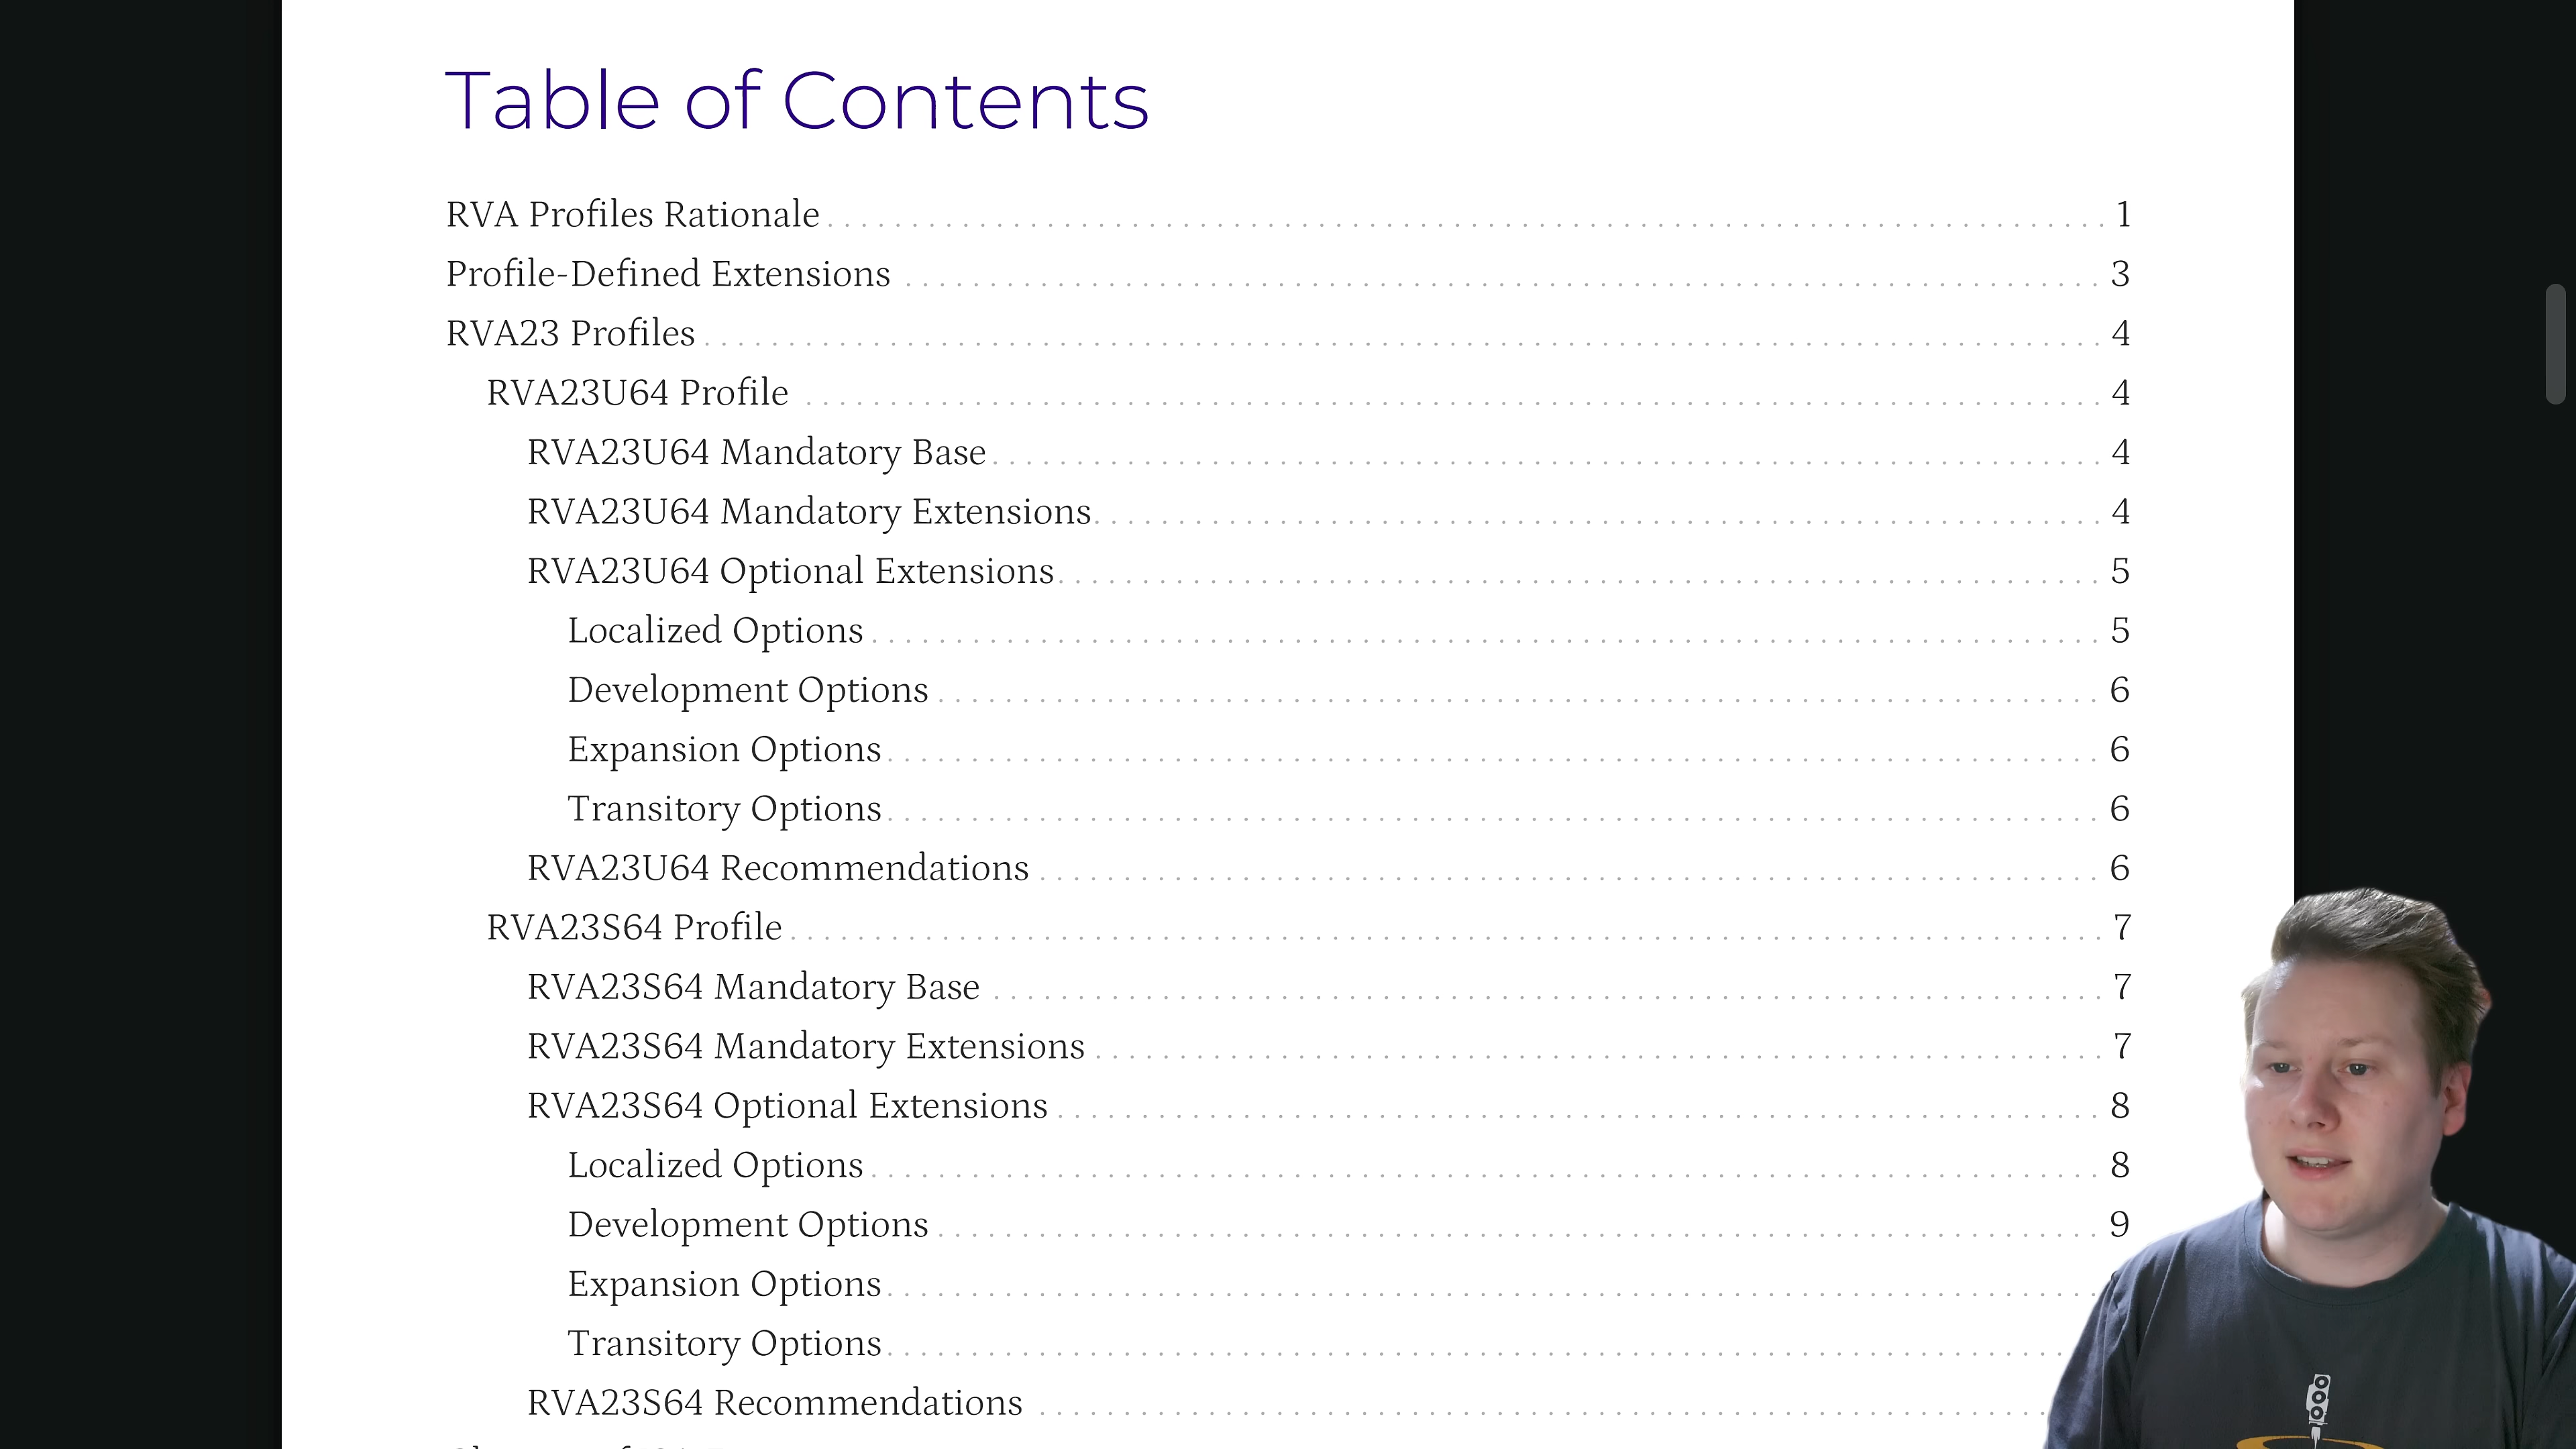 Table of Contents
RVA Profiles Rationale 1
Profile-Defined Extensions 3
RVA23 Profiles 4
RVA23U64 Profile 4
RVA23U64 Mandatory Base 4
RVA23U64 Mandatory Extensions 4
RVA23U64 Optional Extensions 5
Localized Options 5
Development Options 6
Expansion Options 6
Transitory Options 6
RVA23U64 Recommendations 6
RVA23S64 Profile 7
RVA23S64 Mandatory Base 7
RVA23S64 Mandatory Extensions 7
RVA23S64 Optional Extensions 8
Localized Options 8
Development Options 9
Expansion Options
Transitory Options
RVA23S64 Recommendations